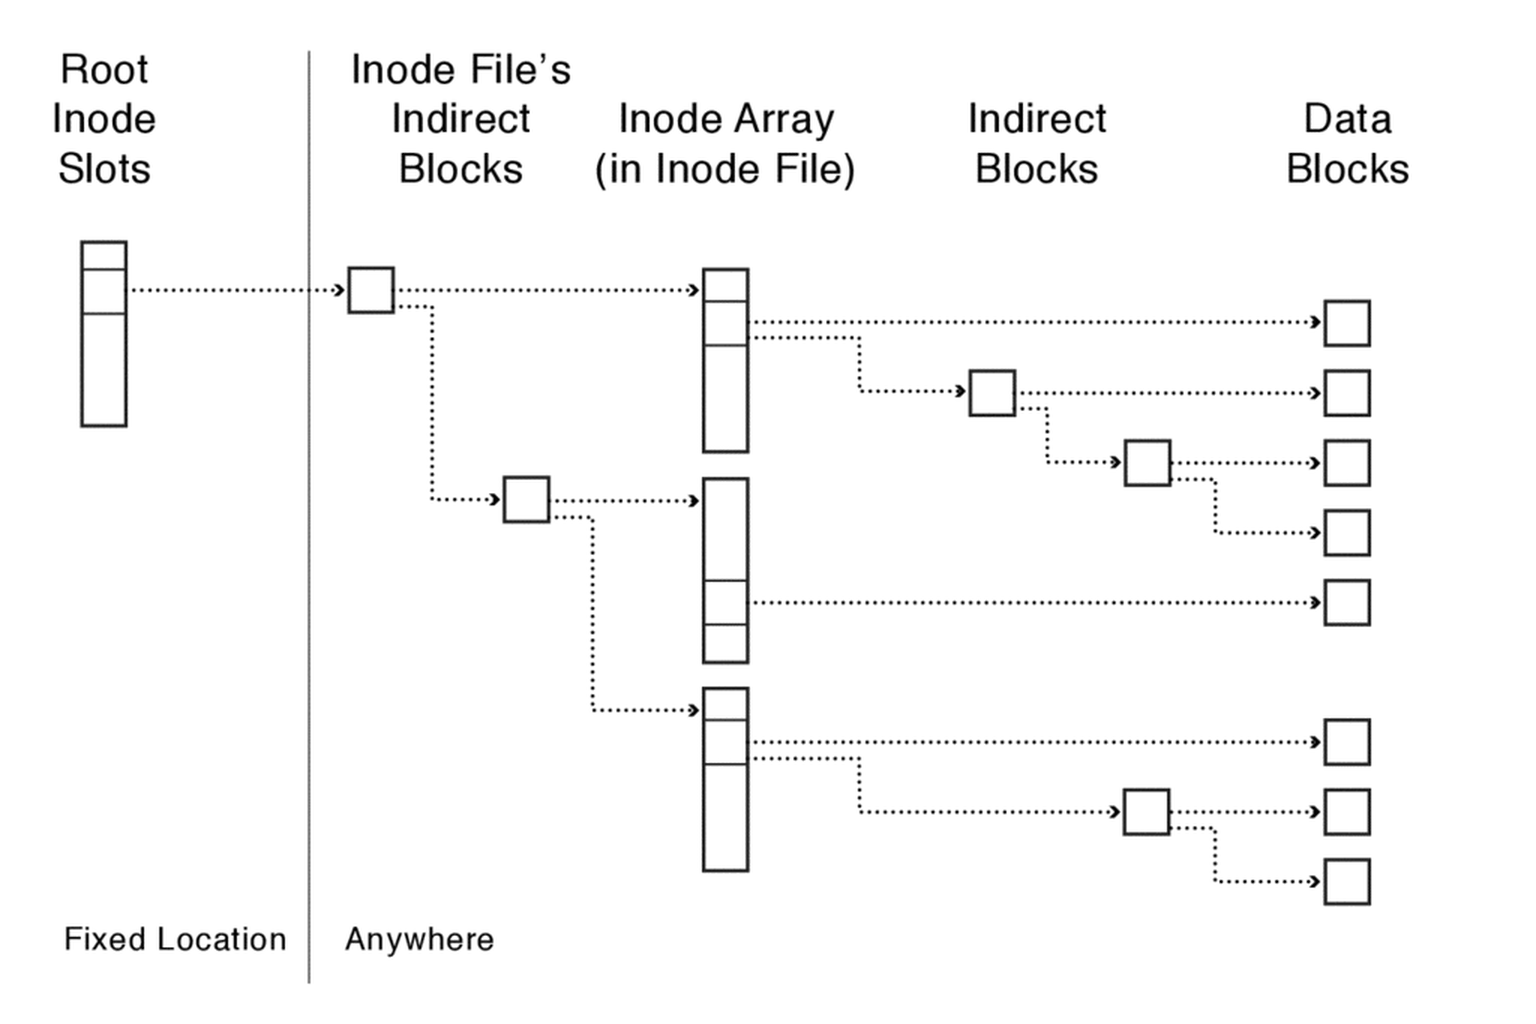 Root
Inode
Slots
Inode File’s
Indirect
Blocks
Inode Array
(in Inode File)
Indirect
Blocks
Data
Blocks
Fixed Location
Anywhere